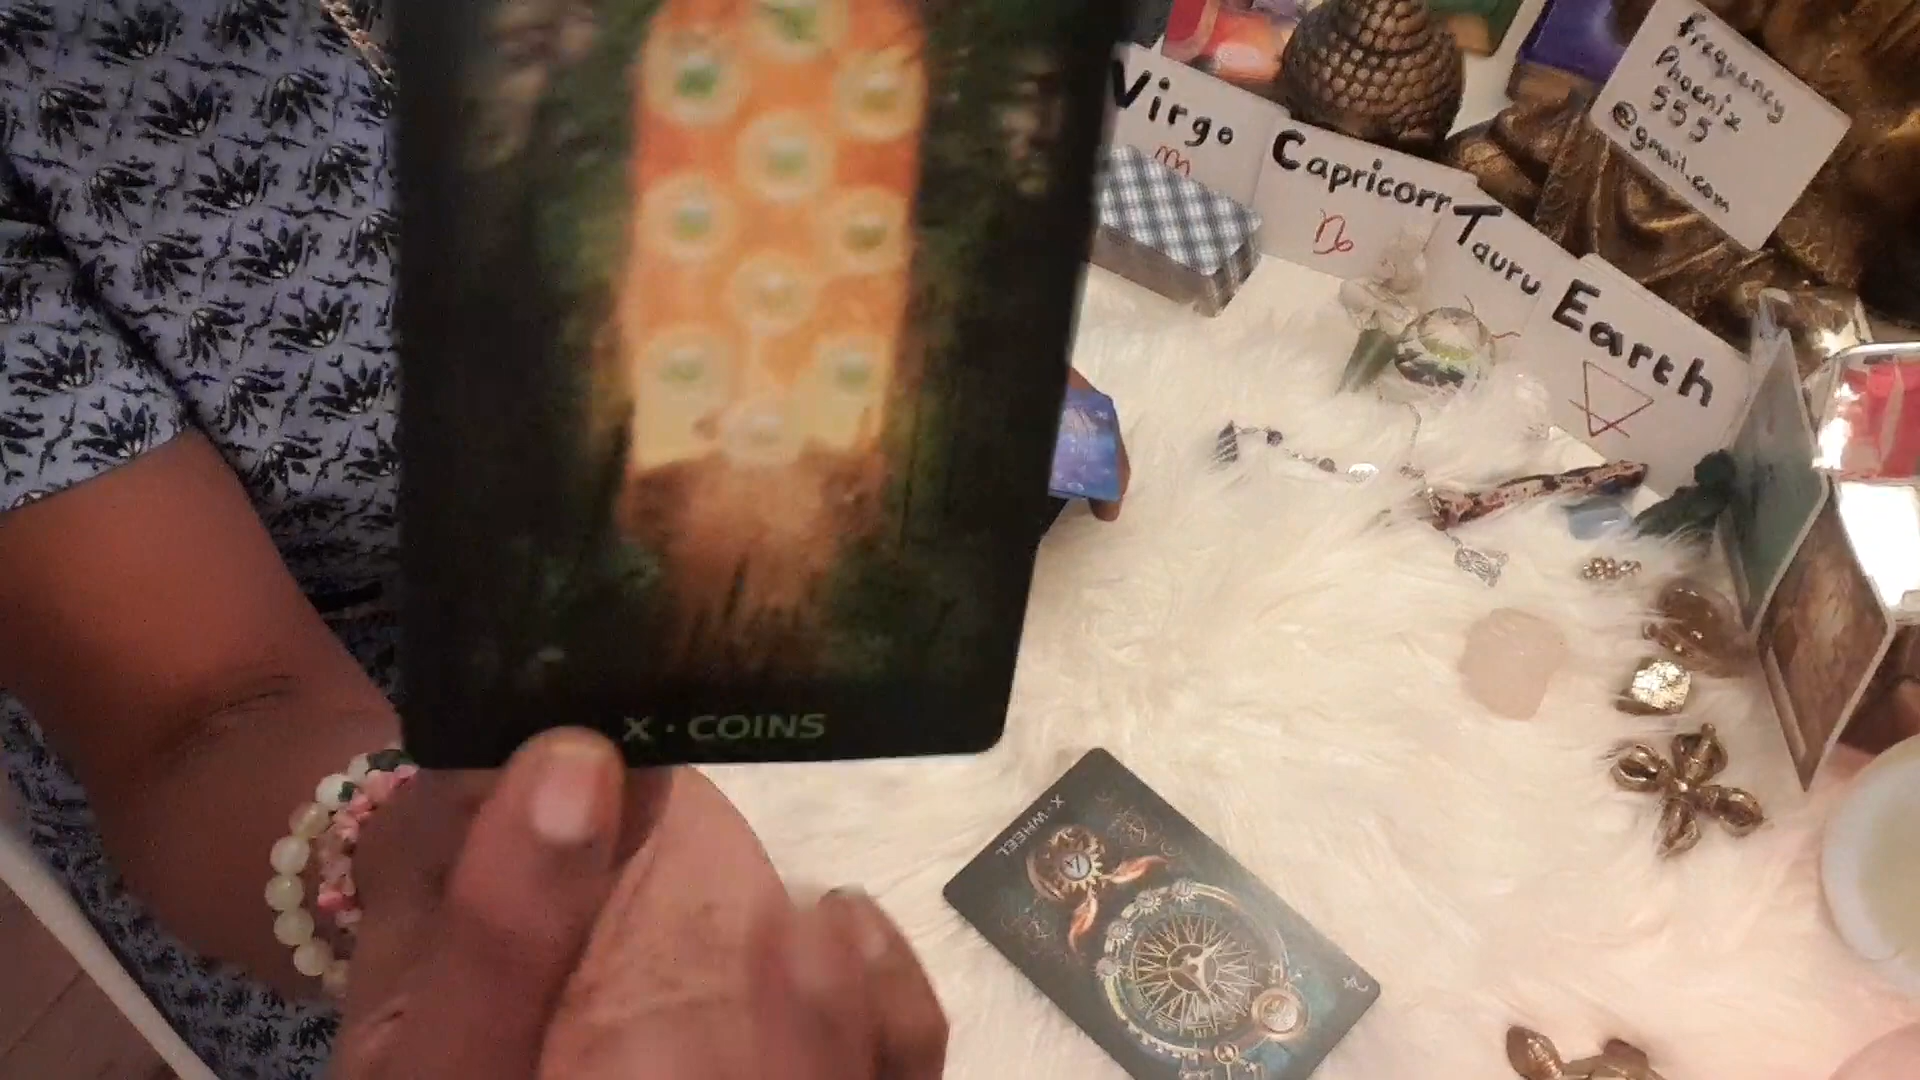 Virgo
♍
Capricorn
♑
Tauru
Earth
Frequency
Phoenix
555
@gmail.com
X · COINS
X · WHEEL